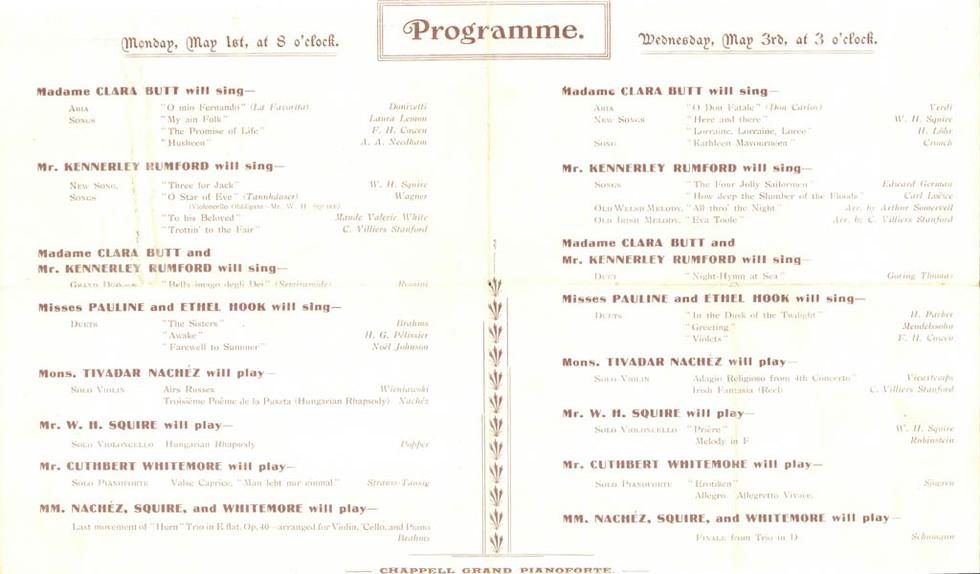 Programme.
Monday, May 1st, at 8 o'clock.
Madame CLARA BUTT will sing—
ARIA "O mio Fernando" (La Favorita) Donizetti
SONGS "My ain Folk" Laura Lemon
"The Promise of Life" F. H. Cowen
"Husheen" A. A. Needham
Mr. KENNERLEY RUMFORD will sing—
NEW SONG, "Three for Jack" W. H. Squire
SONGS "O Star of Eve" (Tannhäuser) Wagner
(Violoncello Obbligato—Mr. W. H. Squire)
"To his Beloved" Maude Valerie White
"Trottin' to the Fair" C. Villiers Stanford
Madame CLARA BUTT and
Mr. KENNERLEY RUMFORD will sing—
GRAND DUO "Bella imago degli Dei" (Semiramide) Rossini
Misses PAULINE and ETHEL HOOK will sing—
DUETS "The Sisters" Brahms
"Awake" H. G. Pélissier
"Farewell to Summer" Noël Johnson
Mons. TIVADAR NACHÉZ will play—
SOLO VIOLIN Airs Russes Wieniawski
Troisième Poème de la Puszta (Hungarian Rhapsody) Nachéz
Mr. W. H. SQUIRE will play—
SOLO VIOLONCELLO Hungarian Rhapsody Popper
Mr. CUTHBERT WHITEMORE will play—
SOLO PIANOFORTE Valse Caprice, "Man lebt nur einmal" Strauss-Tausig
MM. NACHÉZ, SQUIRE, and WHITEMORE will play—
Last movement of "Horn" Trio in E flat, Op. 40—arranged for Violin, 'Cello, and Piano
Brahms
Wednesday, May 3rd, at 3 o'clock.
Madame CLARA BUTT will sing—
ARIA "O Don Fatale" (Don Carlos) Verdi
NEW SONGS "Here and there" W. H. Squire
"Lorraine, Lorraine, Lorree" H. Löhr
SONG "Kathleen Mavourneen" Crouch
Mr. KENNERLEY RUMFORD will sing—
SONGS "The Four Jolly Sailormen" Edward German
"How deep the Slumber of the Floods" Carl Loewe
OLD WELSH MELODY, "All thro' the Night" Arr. by Arthur Somervell
OLD IRISH MELODY, "Eva Toole" Arr. by C. Villiers Stanford
Madame CLARA BUTT and
Mr. KENNERLEY RUMFORD will sing—
DUET "Night-Hymn at Sea" Goring Thomas
Misses PAULINE and ETHEL HOOK will sing—
DUETS "In the Dusk of the Twilight" H. Parker
"Greeting" Mendelssohn
"Violets" F. H. Cowen
Mons. TIVADAR NACHÉZ will play—
SOLO VIOLIN Adagio Religioso from 4th Concerto" Vieuxtemps
Irish Fantasia (Reel) C. Villiers Stanford
Mr. W. H. SQUIRE will play—
SOLO VIOLONCELLO "Prière" W. H. Squire
Melody in F Rubinstein
Mr. CUTHBERT WHITEMORE will play—
SOLO PIANOFORTE "Erotiken" Sjögren
Allegro. Allegretto Vivace.
MM. NACHÉZ, SQUIRE, and WHITEMORE will play—
FINALE from Trio in D Schumann
CHAPPELL GRAND PIANOFORTE.